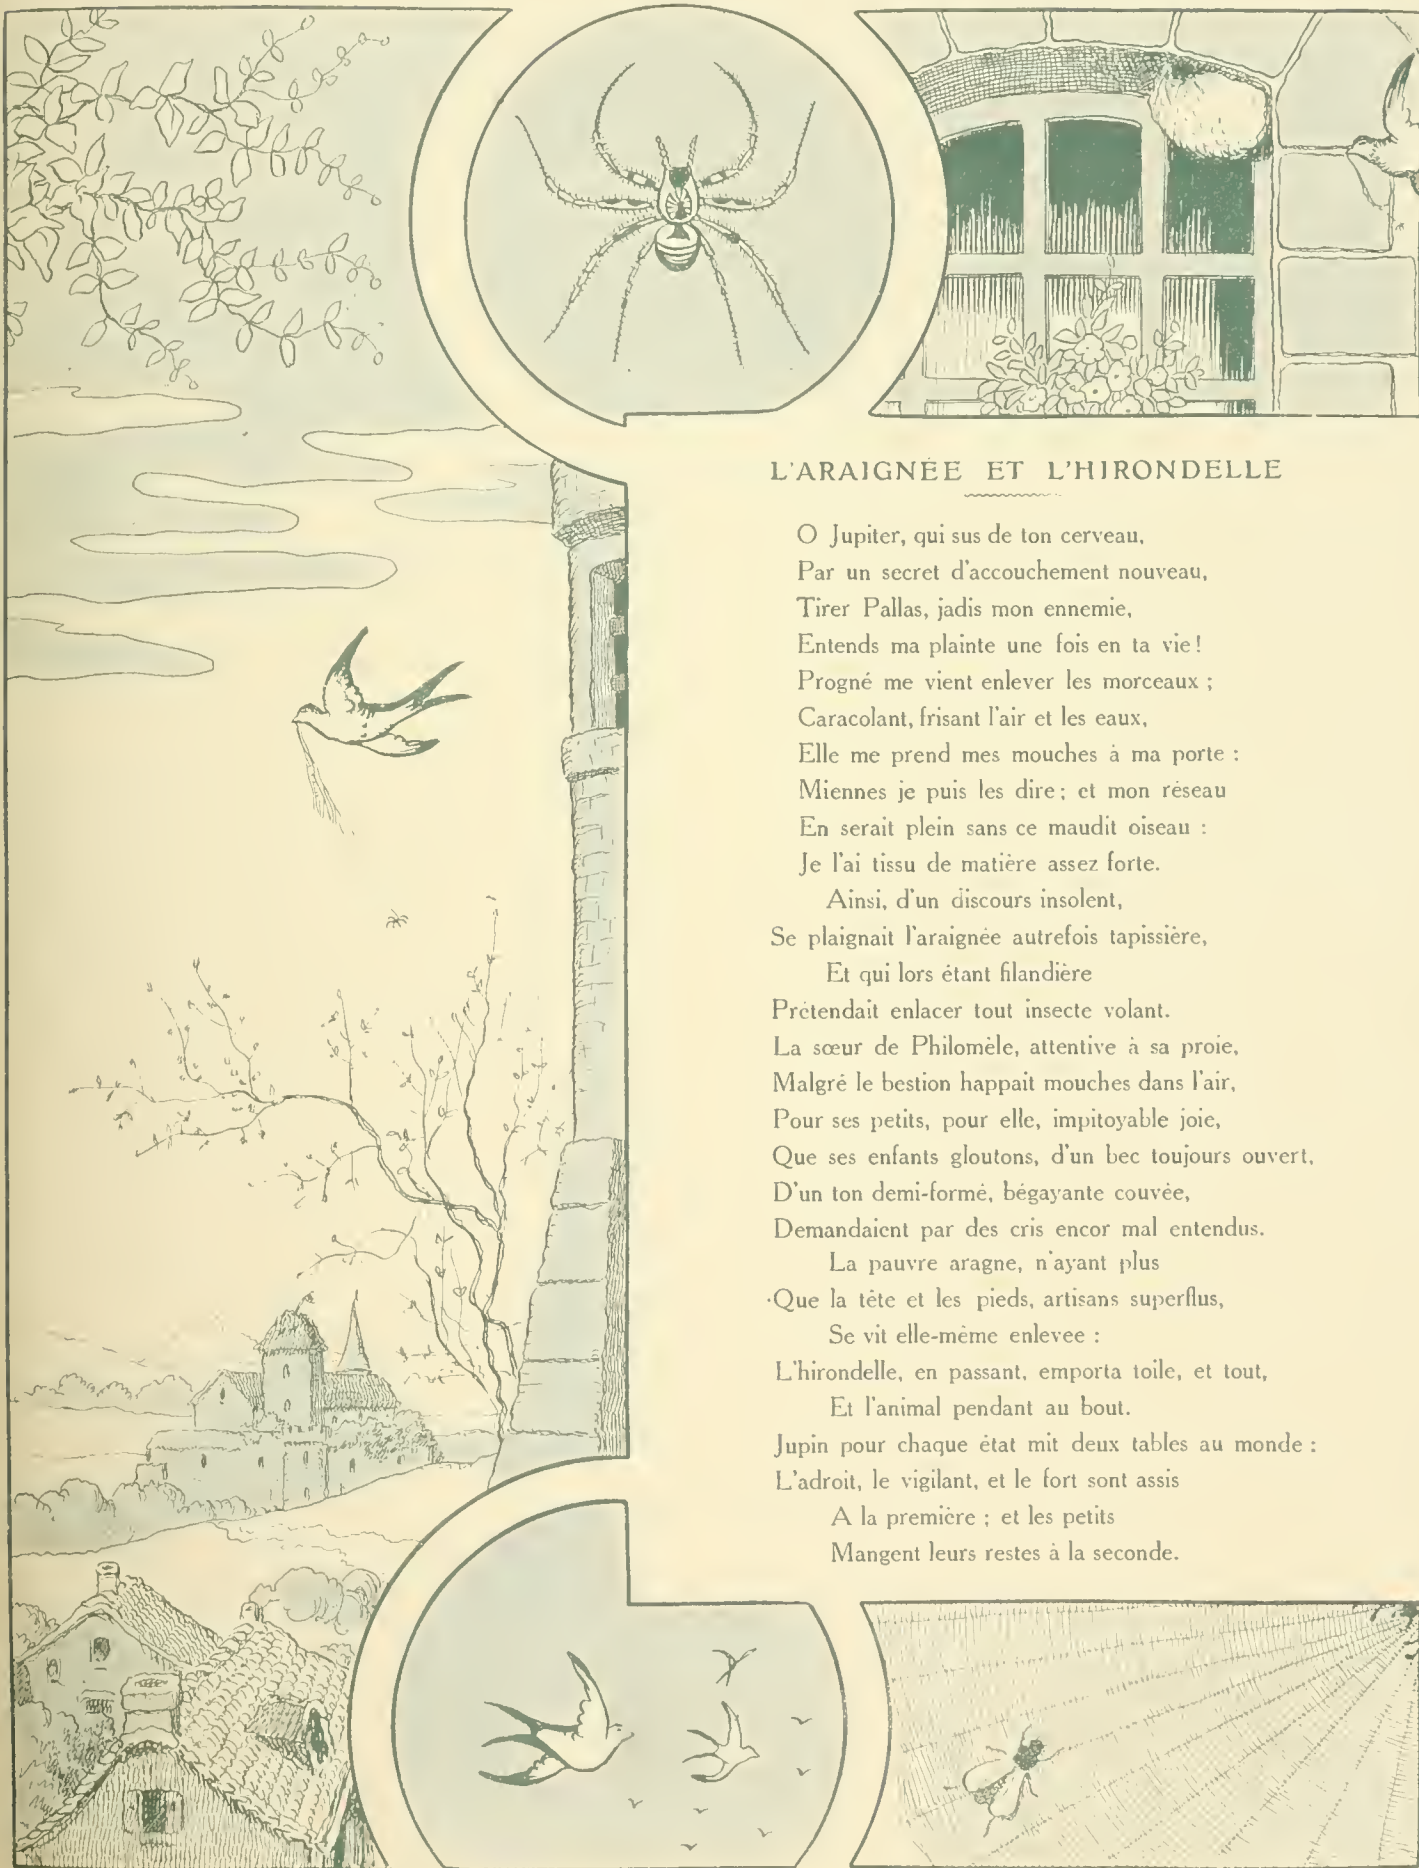 L'ARAIGNÉE ET L'HIRONDELLE
O Jupiter, qui sus de ton cerveau,
Par un secret d'accouchement nouveau,
Tirer Pallas, jadis mon ennemie,
Entends ma plainte une fois en ta vie!
Progné me vient enlever les morceaux ;
Caracolant, frisant l'air et les eaux,
Elle me prend mes mouches à ma porte :
Miennes je puis les dire; et mon réseau
En serait plein sans ce maudit oiseau :
Je l'ai tissu de matière assez forte.
Ainsi, d'un discours insolent,
Se plaignait l'araignée autrefois tapissière,
Et qui lors étant filandière
Prétendait enlacer tout insecte volant.
La sœur de Philomèle, attentive à sa proie,
Malgré le bestion happait mouches dans l'air,
Pour ses petits, pour elle, impitoyable joie,
Que ses enfants gloutons, d'un bec toujours ouvert,
D'un ton demi-formé, bégayante couvée,
Demandaient par des cris encor mal entendus.
La pauvre aragne, n'ayant plus
Que la tête et les pieds, artisans superflus,
Se vit elle-même enlevee :
L'hirondelle, en passant, emporta toile, et tout,
Et l'animal pendant au bout.
Jupin pour chaque état mit deux tables au monde :
L'adroit, le vigilant, et le fort sont assis
A la première ; et les petits
Mangent leurs restes à la seconde.